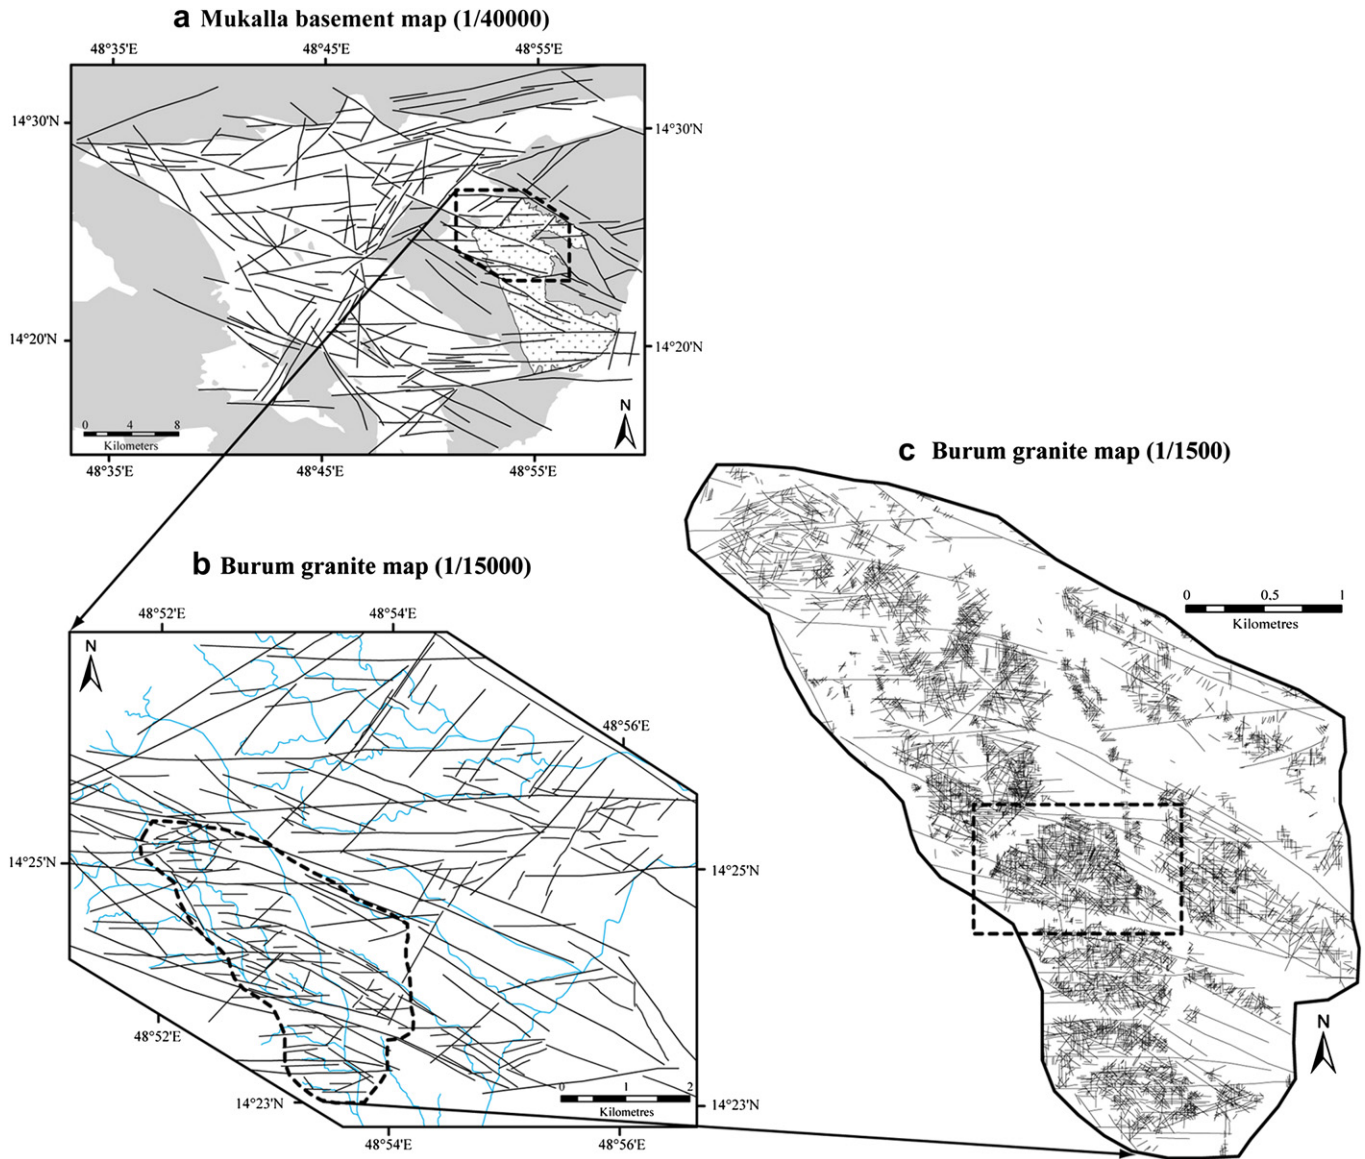 a Mukalla basement map (1/40000)
48°35'E 48°45'E 48°55'E
14°30'N 14°30'N
14°20'N 14°20'N
0 4 8
Kilometers
N
48°35'E 48°45'E 48°55'E
b Burum granite map (1/15000)
48°52'E 48°54'E
N
48°56'E
14°25'N 14°25'N
48°52'E
0 1 2
Kilometres
14°23'N 14°23'N
48°54'E 48°56'E
c Burum granite map (1/1500)
0 0,5 1
Kilometres
N